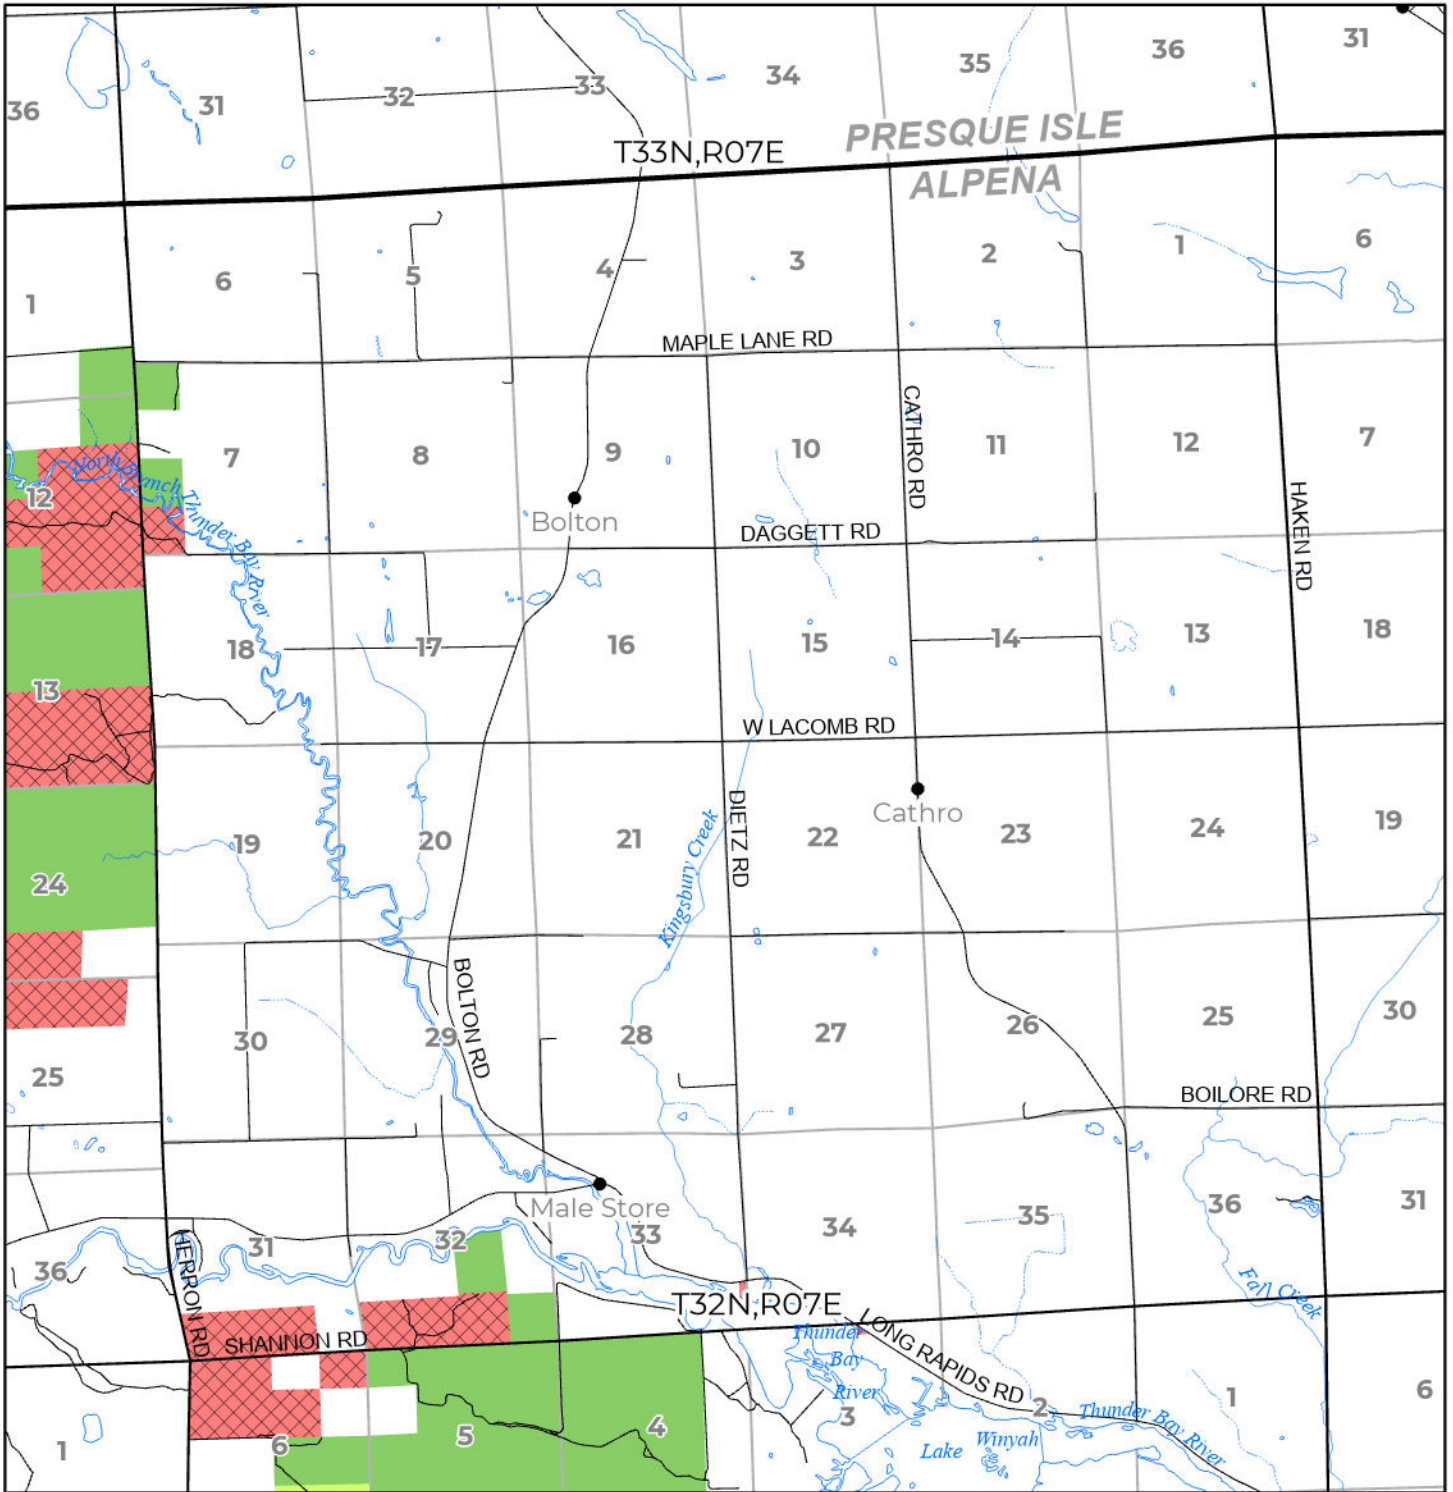 36
31
32
33
34
35
36
31
T33N,R07E
PRESQUE ISLE
ALPENA
1
6
5
4
3
2
1
6
MAPLE LANE RD
CATHRO RD
7
8
9
10
11
12
7
North Branch Thunder Bay River
12
Bolton
DAGGETT RD
HAKEN RD
18
17
16
15
14
13
18
13
W LACOMB RD
Cathro
DIETZ RD
Kingsbury Creek
24
19
20
21
22
23
24
19
BOLTON RD
25
30
29
28
27
26
25
30
BOILORE RD
Male Store
36
31
32
33
34
35
36
31
Fall Creek
HERRON RD
SHANNON RD
T32N,R07E
LONG RAPIDS RD
Thunder
Bay
River
1
6
5
4
3
2
1
6
Thunder Bay River
Lake Winyah